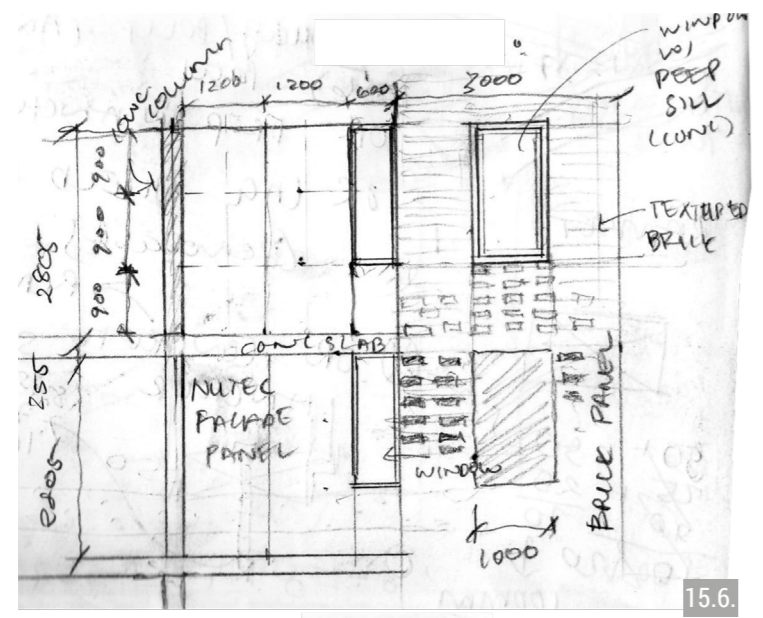 WINDOW
W/
DEEP
SILL
(CONC)
CONC
COLUMN
1200
1200
600
3000
900
900
900
2805
255
2205
TEXTURED
BRICK
CONC SLAB
NUTEC
FACADE
PANEL
WINDOW
BRICK PANEL
1000
15.6.